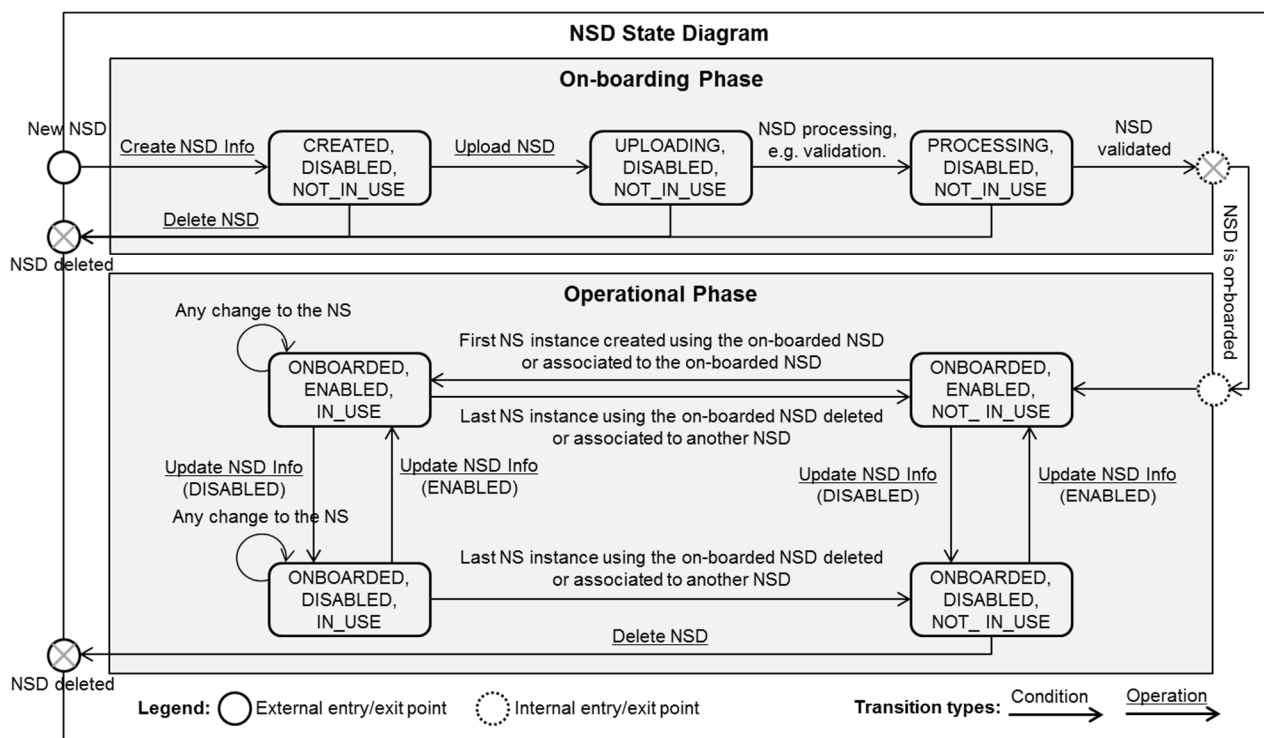 NSD State Diagram
On-boarding Phase
New NSD
Create NSD Info
CREATED,
DISABLED,
NOT_IN_USE
Upload NSD
UPLOADING,
DISABLED,
NOT_IN_USE
NSD processing,
e.g. validation.
PROCESSING,
DISABLED,
NOT_IN_USE
NSD
validated
Delete NSD
NSD deleted
NSD is on-boarded
Operational Phase
Any change to the NS
First NS instance created using the on-boarded NSD
or associated to the on-boarded NSD
ONBOARDED,
ENABLED,
IN_USE
ONBOARDED,
ENABLED,
NOT_ IN_USE
Last NS instance using the on-boarded NSD deleted
or associated to another NSD
Update NSD Info
(DISABLED)
Update NSD Info
(ENABLED)
Update NSD Info
(DISABLED)
Update NSD Info
(ENABLED)
Any change to the NS
Last NS instance using the on-boarded NSD deleted
or associated to another NSD
ONBOARDED,
DISABLED,
IN_USE
ONBOARDED,
DISABLED,
NOT_ IN_USE
Delete NSD
NSD deleted
Legend: External entry/exit point Internal entry/exit point Transition types: Condition Operation